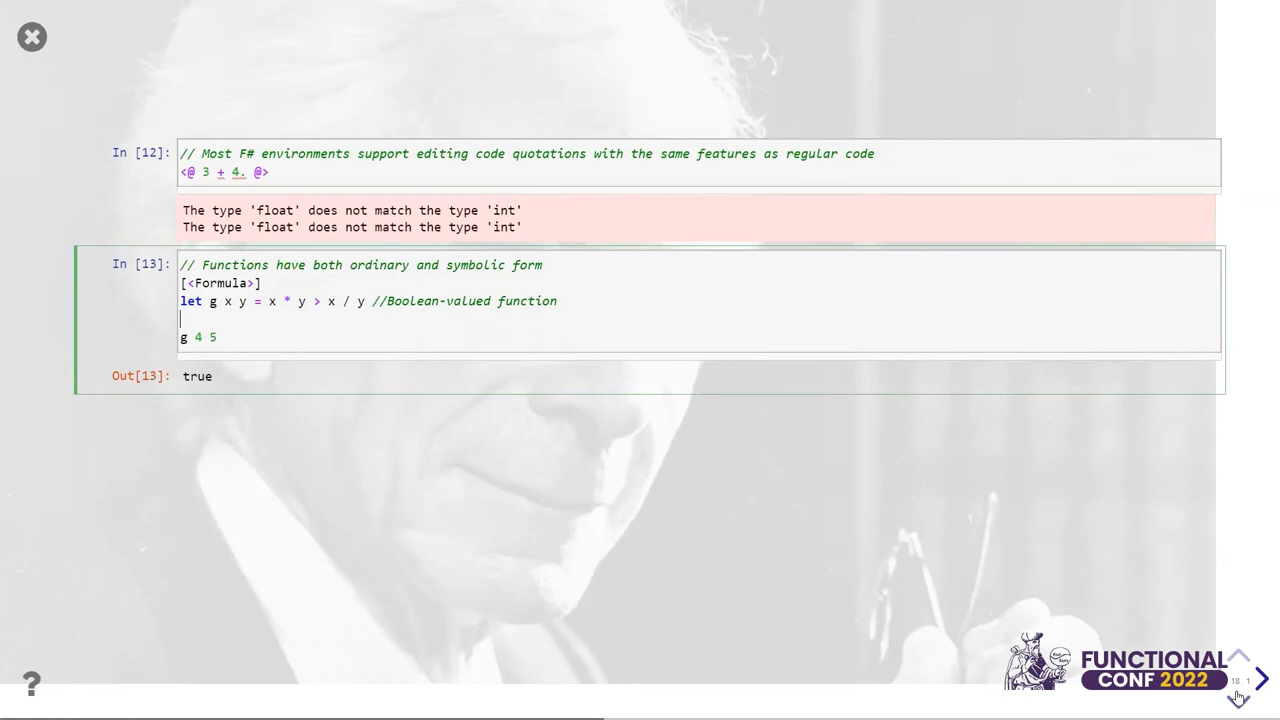 In [12]:
// Most F# environments support editing code quotations with the same features as regular code
<@ 3 + 4. @>
The type 'float' does not match the type 'int'
The type 'float' does not match the type 'int'
In [13]:
// Functions have both ordinary and symbolic form
[<Formula>]
let g x y = x * y > x / y //Boolean-valued function
g 4 5
Out[13]:
true
?
FUNCTIONAL
CONF 2022
18.1